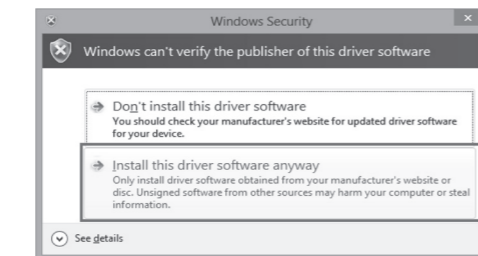 Windows Security
Windows can't verify the publisher of this driver software
Don't install this driver software
You should check your manufacturer's website for updated driver software
for your device.
Install this driver software anyway
Only install driver software obtained from your manufacturer's website or
disc. Unsigned software from other sources may harm your computer or steal
information.
See details